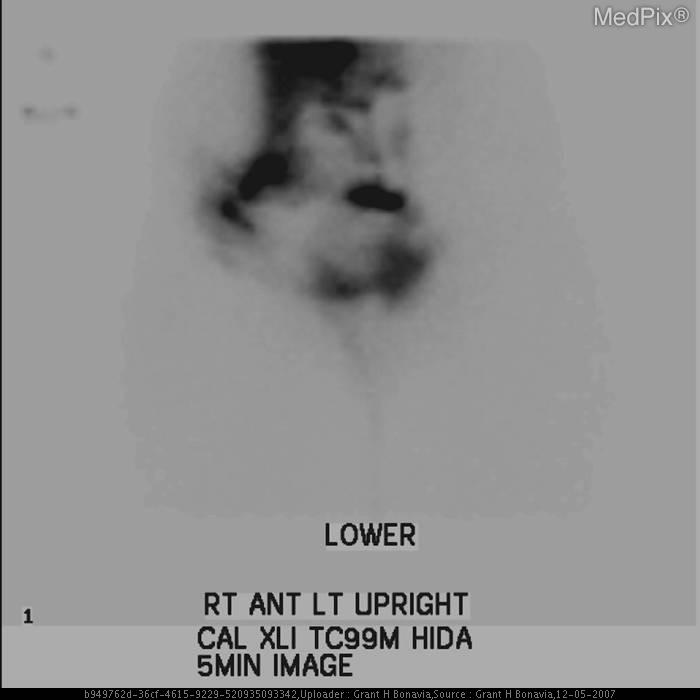 MedPix®
LOWER
1
RT ANT LT UPRIGHT
CAL XLI TC99M HIDA
5MIN IMAGE
b949762d-36cf-4615-9229-520935093342,Uploader : Grant H Bonavia,Source : Grant H Bonavia,12-05-2007